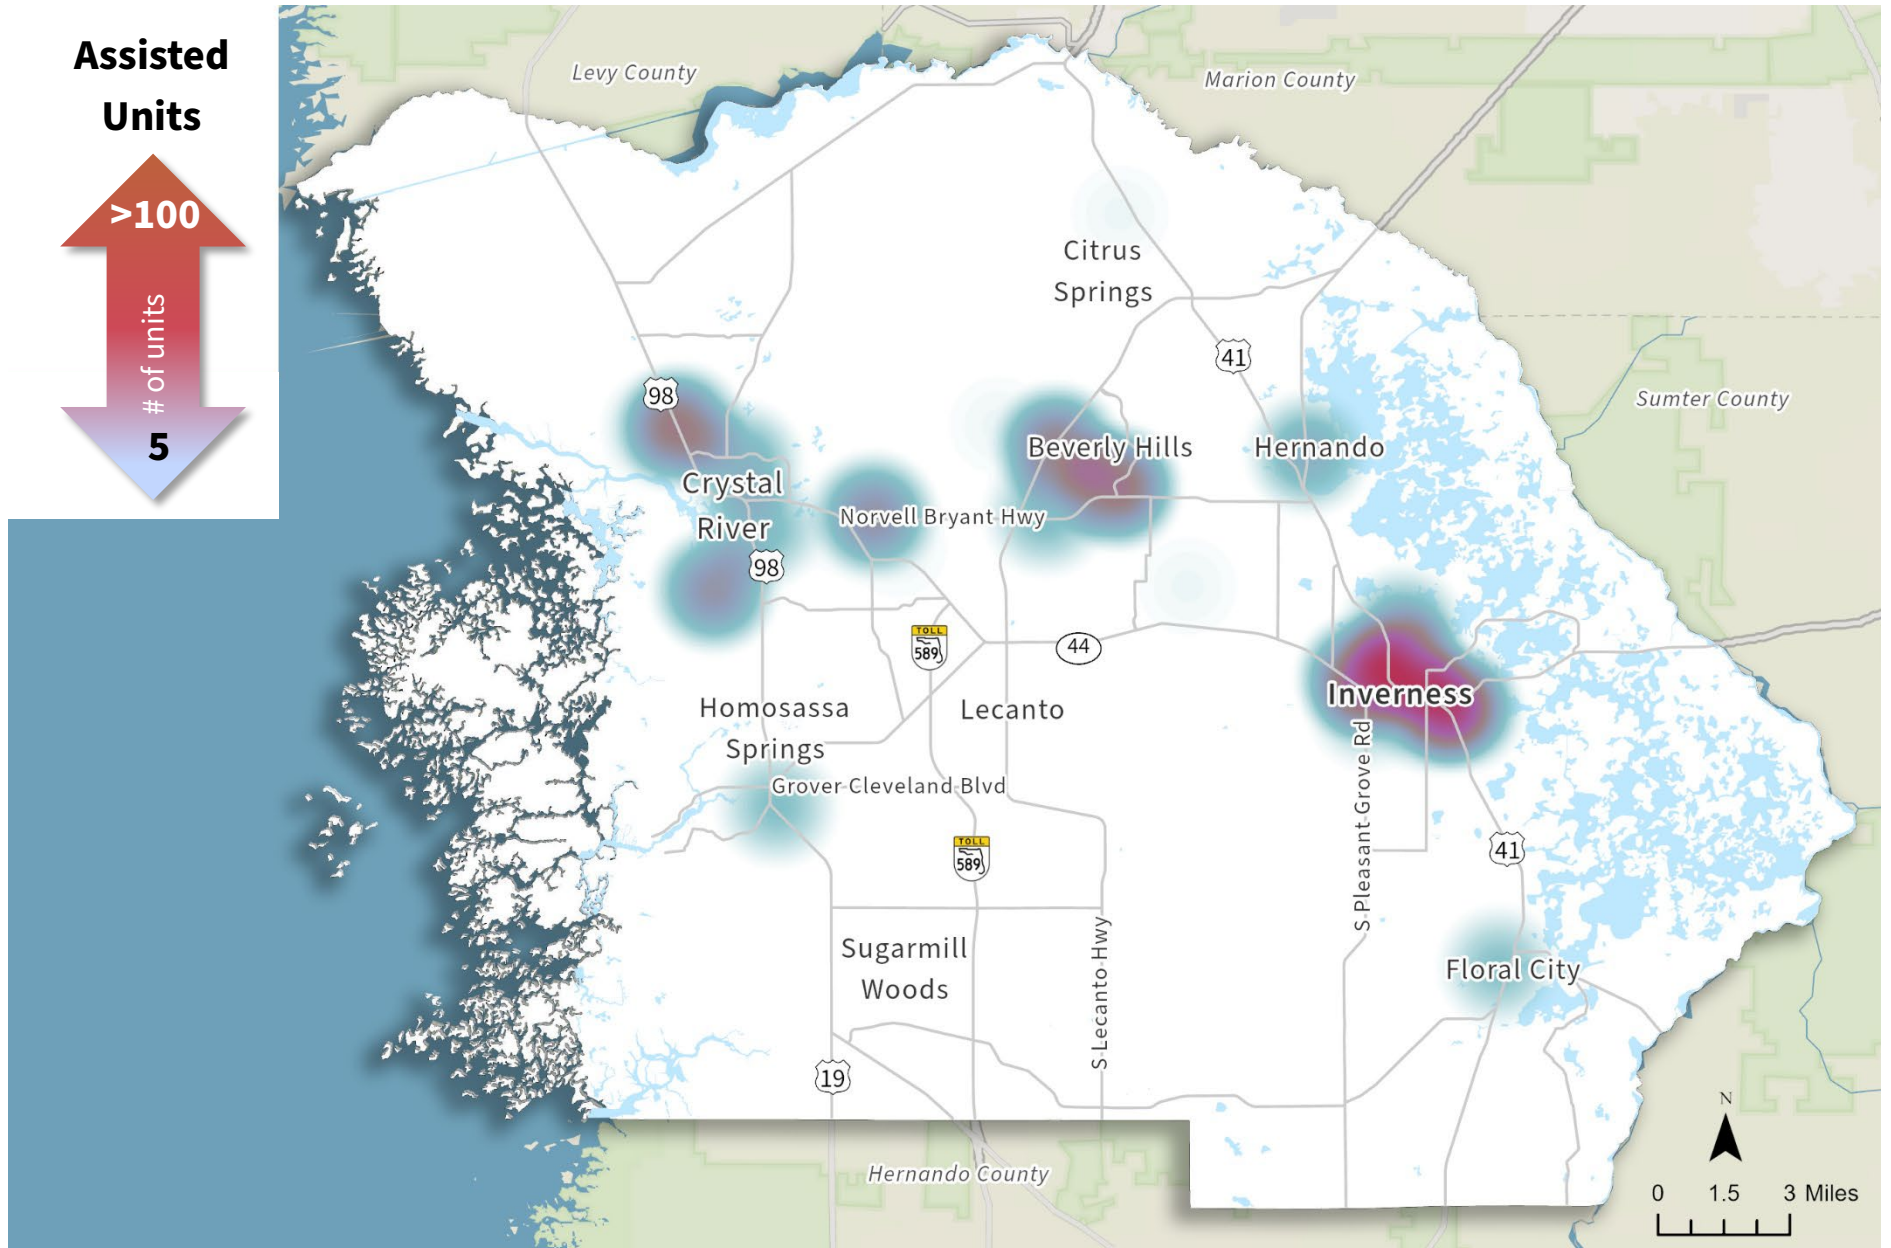 Assisted
Units
>100
# of units
5
Levy County
Marion County
Citrus
Springs
41
98
Sumter County
Beverly Hills
Hernando
Crystal
River
Norvell Bryant Hwy
98
TOLL
589
44
Inverness
Homosassa
Springs
Lecanto
Grover Cleveland Blvd
S Pleasant Grove Rd
TOLL
589
41
Sugarmill
Woods
S Lecanto Hwy
Floral City
19
Hernando County
N
0 1.5 3 Miles